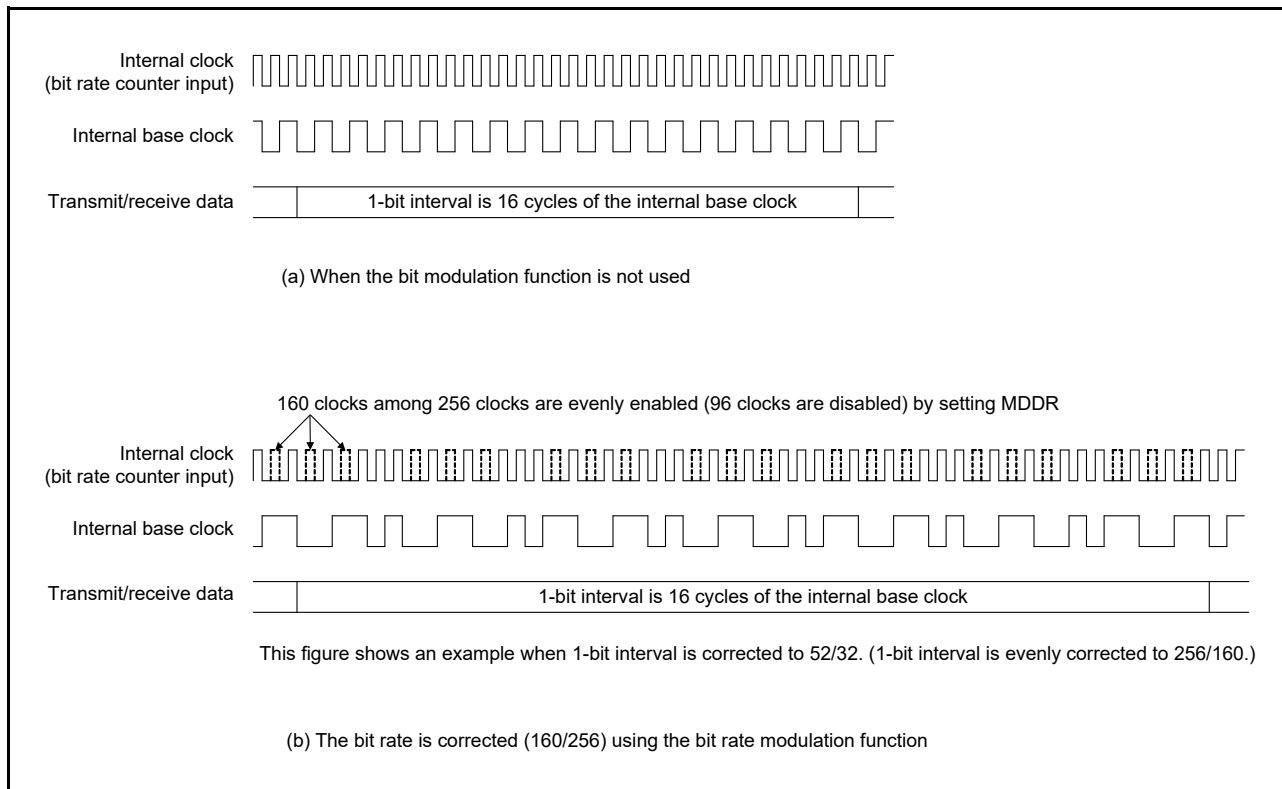 Internal clock
(bit rate counter input)
Internal base clock
Transmit/receive data
1-bit interval is 16 cycles of the internal base clock
(a) When the bit modulation function is not used
160 clocks among 256 clocks are evenly enabled (96 clocks are disabled) by setting MDDR
Internal clock
(bit rate counter input)
Internal base clock
Transmit/receive data
1-bit interval is 16 cycles of the internal base clock
This figure shows an example when 1-bit interval is corrected to 52/32. (1-bit interval is evenly corrected to 256/160.)
(b) The bit rate is corrected (160/256) using the bit rate modulation function